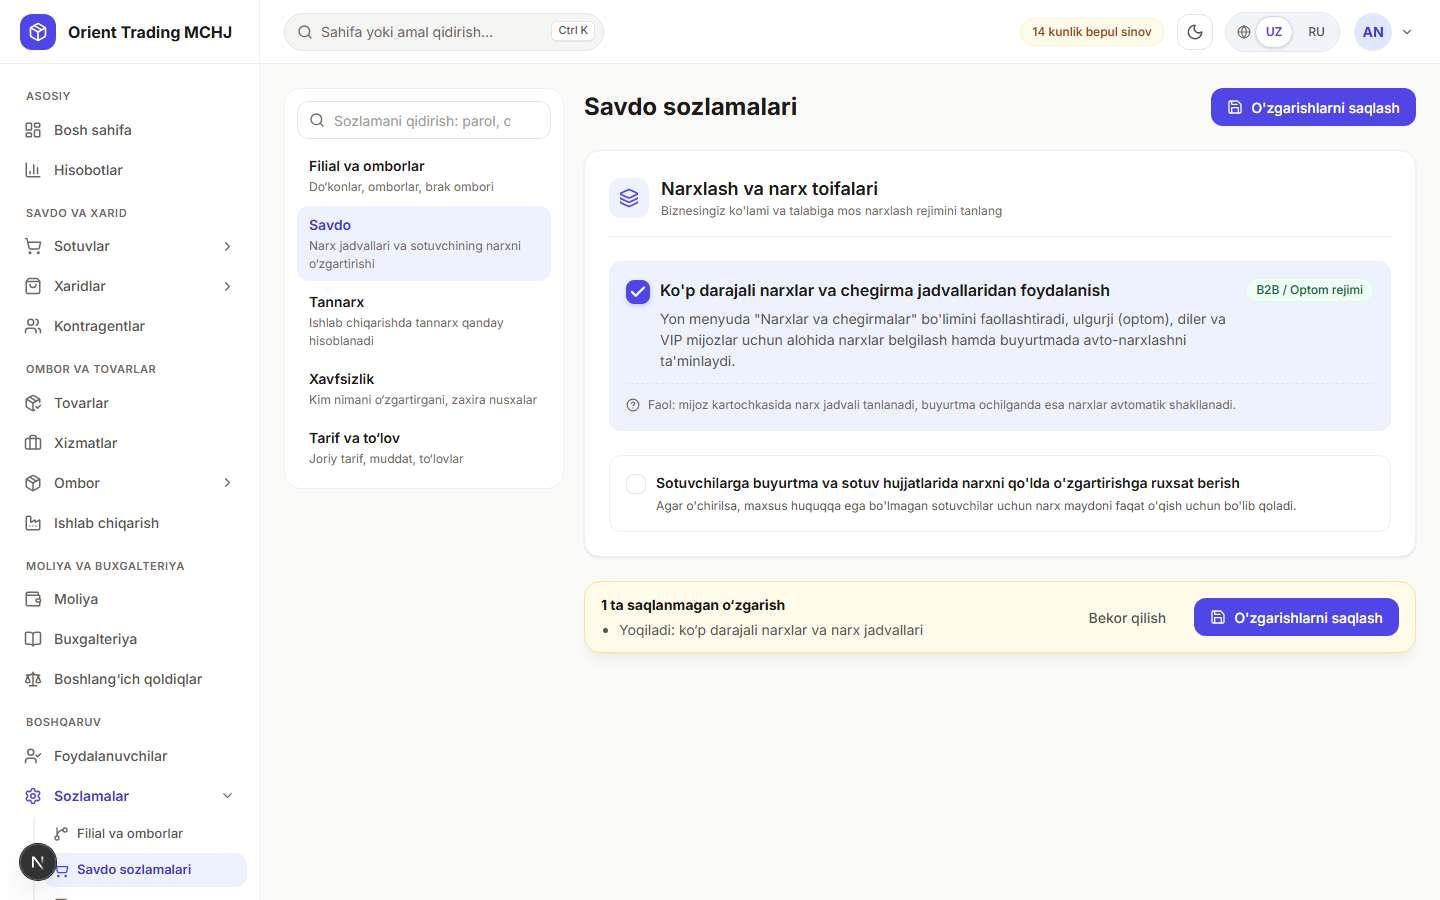 Orient Trading MCHJ
Sahifa yoki amal qidirish...
Ctrl K
14 kunlik bepul sinov
UZ
RU
AN
ASOSIY
Bosh sahifa
Hisobotlar
SAVDO VA XARID
Sotuvlar
Xaridlar
Kontragentlar
OMBOR VA TOVARLAR
Tovarlar
Xizmatlar
Ombor
Ishlab chiqarish
MOLIYA VA BUXGALTERIYA
Moliya
Buxgalteriya
Boshlang‘ich qoldiqlar
BOSHQARUV
Foydalanuvchilar
Sozlamalar
Filial va omborlar
N
Savdo sozlamalari
Sozlamani qidirish: parol, c
Filial va omborlar
Do‘konlar, omborlar, brak ombori
Savdo
Narx jadvallari va sotuvchining narxni
o‘zgartirishi
Tannarx
Ishlab chiqarishda tannarx qanday
hisoblanadi
Xavfsizlik
Kim nimani o‘zgartirgani, zaxira nusxalar
Tarif va to‘lov
Joriy tarif, muddat, to‘lovlar
Savdo sozlamalari
O'zgarishlarni saqlash
Narxlash va narx toifalari
Biznesingiz ko'lami va talabiga mos narxlash rejimini tanlang
Ko'p darajali narxlar va chegirma jadvallaridan foydalanish
B2B / Optom rejimi
Yon menyuda "Narxlar va chegirmalar" bo'limini faollashtiradi, ulgurji (optom), diler va
VIP mijozlar uchun alohida narxlar belgilash hamda buyurtmada avto-narxlashni
ta'minlaydi.
Faol: mijoz kartochkasida narx jadvali tanlanadi, buyurtma ochilganda esa narxlar avtomatik shakllanadi.
Sotuvchilarga buyurtma va sotuv hujjatlarida narxni qo'lda o'zgartirishga ruxsat berish
Agar o'chirilsa, maxsus huquqqa ega bo'lmagan sotuvchilar uchun narx maydoni faqat o'qish uchun bo'lib qoladi.
1 ta saqlanmagan o‘zgarish
• Yoqiladi: ko‘p darajali narxlar va narx jadvallari
Bekor qilish
O'zgarishlarni saqlash